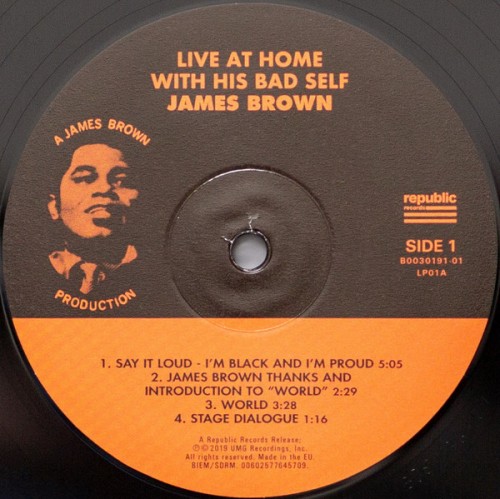 LIVE AT HOME
WITH HIS BAD SELF
JAMES BROWN
A JAMES BROWN
PRODUCTION
republic
records
SIDE 1
B0030191-01
LP01A
1. SAY IT LOUD - I'M BLACK AND I'M PROUD 5:05
2. JAMES BROWN THANKS AND
INTRODUCTION TO "WORLD" 2:29
3. WORLD 3:28
4. STAGE DIALOGUE 1:16
A Republic Records Release;
Ⓟ © 2019 UMG Recordings, Inc.
All rights reserved. Made in the EU.
BIEM/SDRM. 00602577645709.